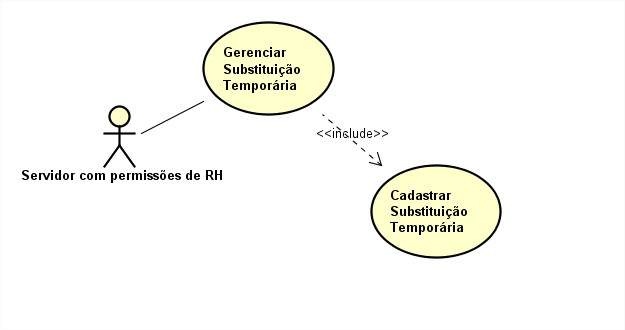 Gerenciar
Substituição
Temporária
<<include>>
Servidor com permissões de RH
Cadastrar
Substituição
Temporária